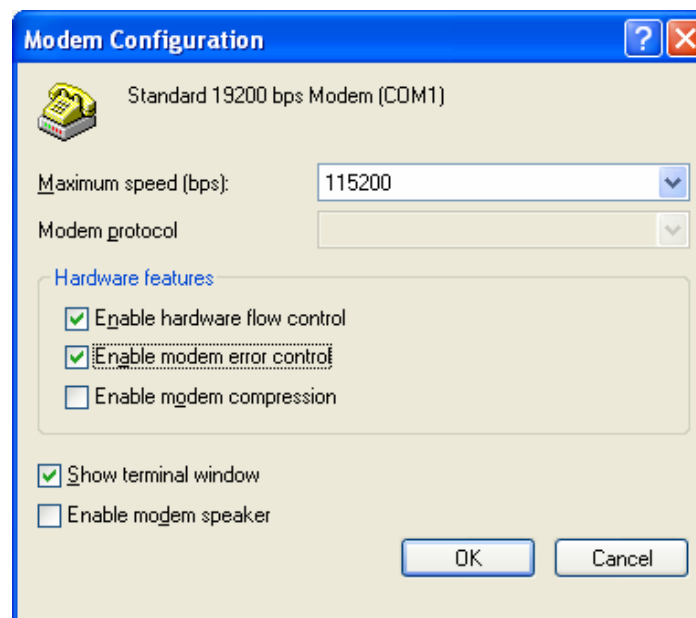 Modem Configuration
Standard 19200 bps Modem (COM1)
Maximum speed (bps): 115200
Modem protocol
Hardware features
Enable hardware flow control
Enable modem error control
Enable modem compression
Show terminal window
Enable modem speaker
OK Cancel